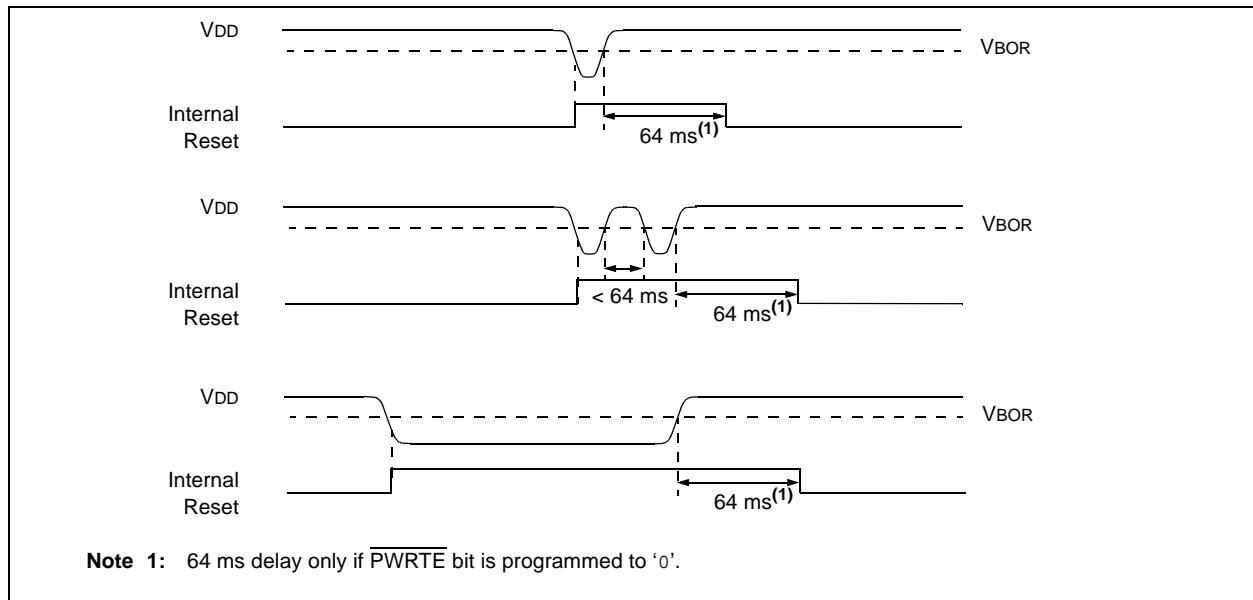 VDD
VBOR
Internal
Reset
64 ms(1)
VDD
VBOR
Internal
Reset
< 64 ms
64 ms(1)
VDD
VBOR
Internal
Reset
64 ms(1)
Note 1: 64 ms delay only if PWRTE bit is programmed to ‘0’.